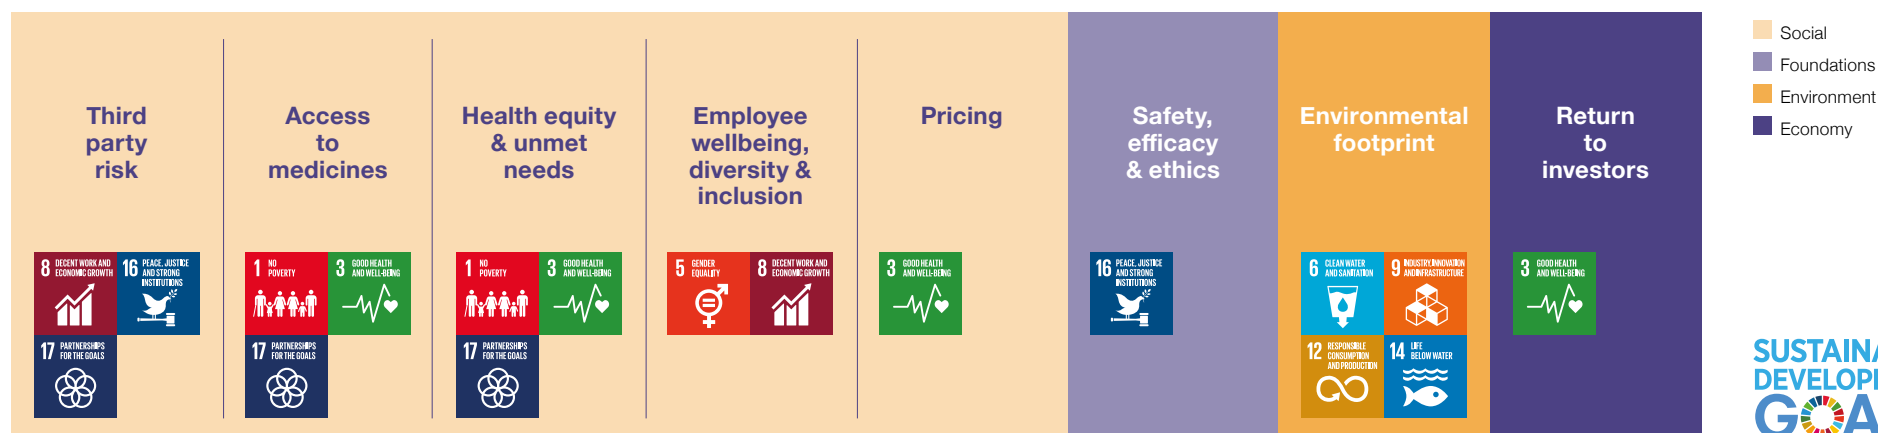 Third
party
risk
8 DECENT WORK AND
ECONOMIC GROWTH
16 PEACE, JUSTICE
AND STRONG
INSTITUTIONS
17 PARTNERSHIPS
FOR THE GOALS
Access
to
medicines
1 NO
POVERTY
3 GOOD HEALTH
AND WELL-BEING
17 PARTNERSHIPS
FOR THE GOALS
Health equity
& unmet
needs
1 NO
POVERTY
3 GOOD HEALTH
AND WELL-BEING
17 PARTNERSHIPS
FOR THE GOALS
Employee
wellbeing,
diversity &
inclusion
5 GENDER
EQUALITY
8 DECENT WORK AND
ECONOMIC GROWTH
Pricing
3 GOOD HEALTH
AND WELL-BEING
Safety,
efficacy
& ethics
16 PEACE, JUSTICE
AND STRONG
INSTITUTIONS
Environmental
footprint
6 CLEAN WATER
AND SANITATION
9 INDUSTRY, INNOVATION
AND INFRASTRUCTURE
12 RESPONSIBLE
CONSUMPTION
AND PRODUCTION
14 LIFE
BELOW WATER
Return
to
investors
3 GOOD HEALTH
AND WELL-BEING
Social
Foundations
Environment
Economy
SUSTAINA
DEVELOP
GOA